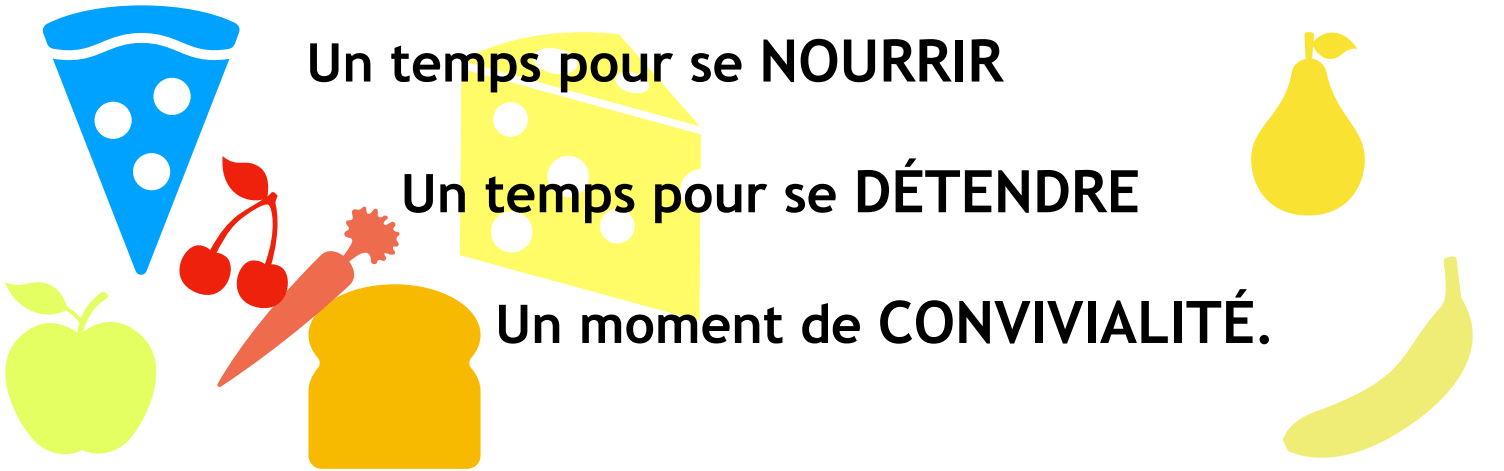 Un temps pour se NOURRIR
Un temps pour se DÉTENDRE
Un moment de CONVIVIALITÉ.